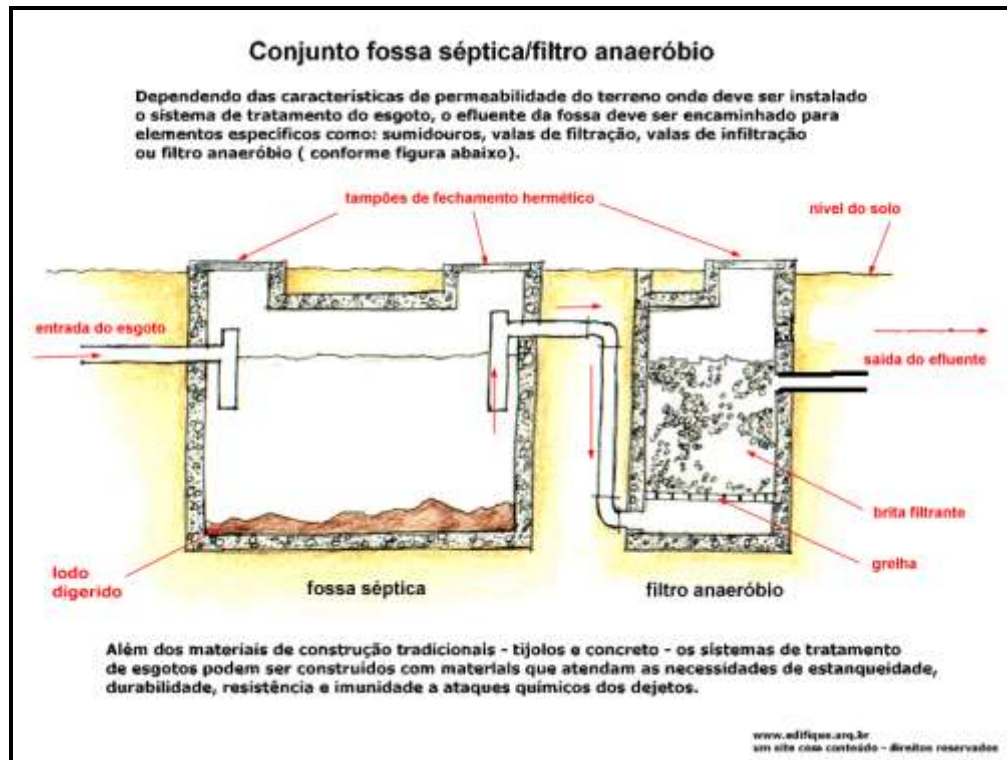 Conjunto fossa séptica/filtro anaeróbio
Dependendo das características de permeabilidade do terreno onde deve ser instalado
o sistema de tratamento do esgoto, o efluente da fossa deve ser encaminhado para
elementos específicos como: sumidouros, valas de filtração, valas de infiltração
ou filtro anaeróbio ( conforme figura abaixo).
tampões de fechamento hermético
nível do solo
entrada do esgoto
saída do efluente
brita filtrante
grelha
lodo
digerido
fossa séptica
filtro anaeróbio
Além dos materiais de construção tradicionais - tijolos e concreto - os sistemas de tratamento
de esgotos podem ser construídos com materiais que atendam as necessidades de estanqueidade,
durabilidade, resistência e imunidade a ataques químicos dos dejetos.
www.edifique.arq.br
um site com conteúdo - direitos reservados